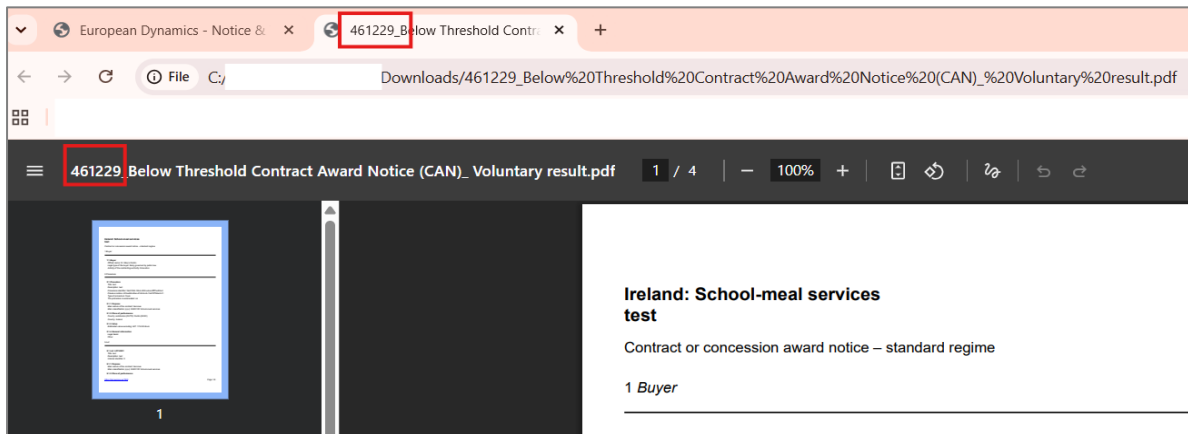 European Dynamics - Notice &
461229_Below Threshold Contra
File C:/ Downloads/461229_Below%20Threshold%20Contract%20Award%20Notice%20(CAN)_%20Voluntary%20result.pdf
461229_Below Threshold Contract Award Notice (CAN)_ Voluntary result.pdf 1 / 4 100%
1
Ireland: School-meal services
test
Contract or concession award notice – standard regime
1 Buyer